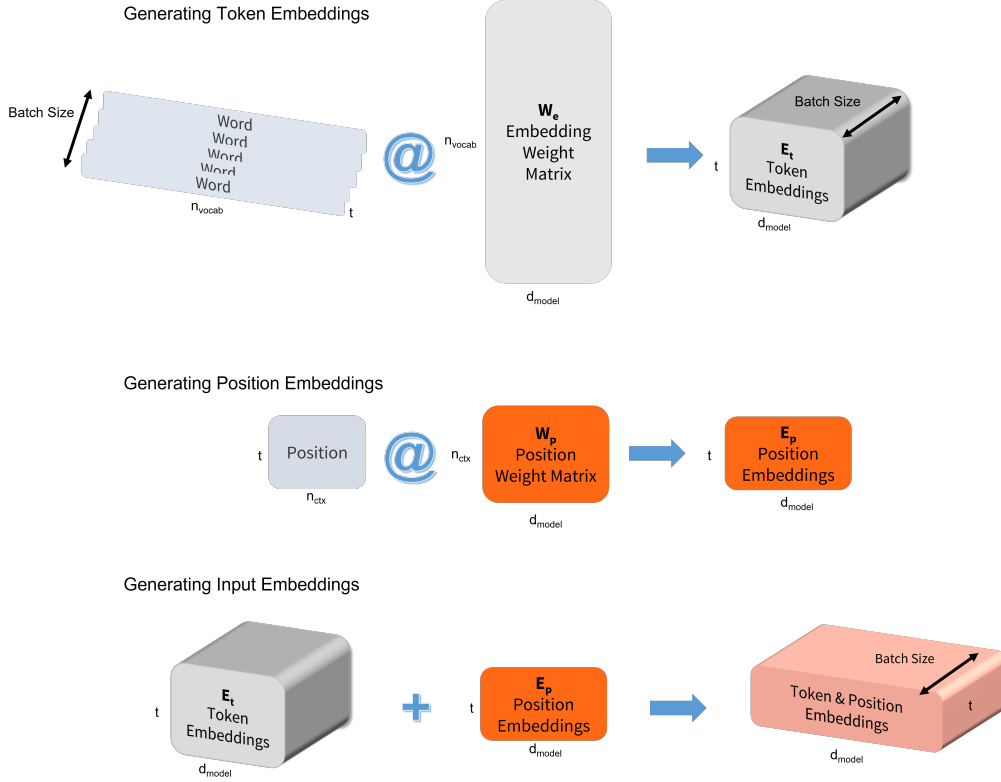 Generating Token Embeddings
Batch Size
Word
Word
Word
Word
Word
n_vocab
t
@
n_vocab
W_e
Embedding
Weight
Matrix
d_model
t
Batch Size
E_t
Token
Embeddings
d_model
Generating Position Embeddings
t
Position
n_ctx
@
n_ctx
W_p
Position
Weight Matrix
d_model
t
E_p
Position
Embeddings
d_model
Generating Input Embeddings
t
E_t
Token
Embeddings
d_model
+
t
E_p
Position
Embeddings
d_model
Batch Size
Token & Position
Embeddings
t
d_model